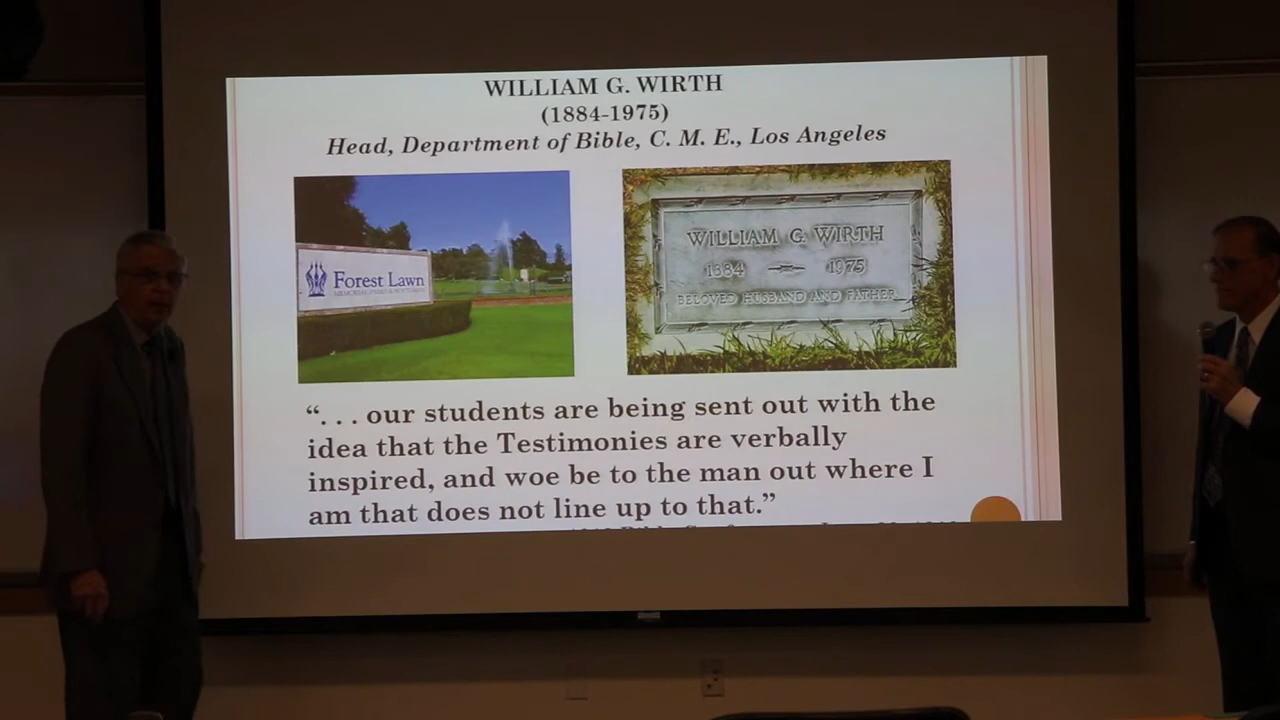 WILLIAM G. WIRTH
(1884-1975)
Head, Department of Bible, C. M. E., Los Angeles
Forest Lawn
WILLIAM G. WIRTH
1884 1975
BELOVED HUSBAND AND FATHER
“. . . our students are being sent out with the
idea that the Testimonies are verbally
inspired, and woe be to the man out where I
am that does not line up to that.”